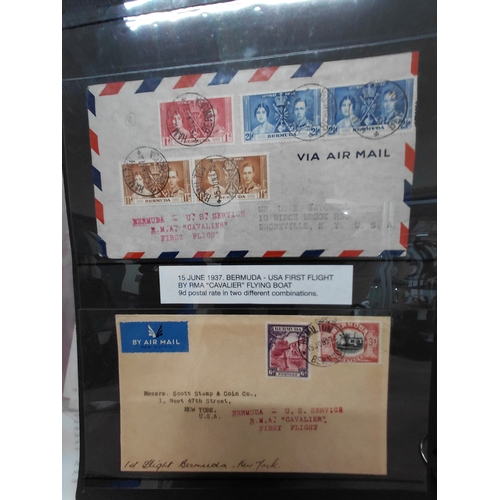 BERMUDA
VIA AIR MAIL
BERMUDA - U. S. SERVICE
R.M.A. "CAVALIER"
FIRST FLIGHT
15 JUNE 1937. BERMUDA - USA FIRST FLIGHT
BY RMA "CAVALIER" FLYING BOAT
9d postal rate in two different combinations.
BY AIR MAIL
BERMUDA
Messrs. Scott Stamp & Coin Co.,
1, West 47th Street,
NEW YORK.
U.S.A.
BERMUDA - U. S. SERVICE
R.M.A. "CAVALIER"
FIRST FLIGHT
1st Flight Bermuda - New York